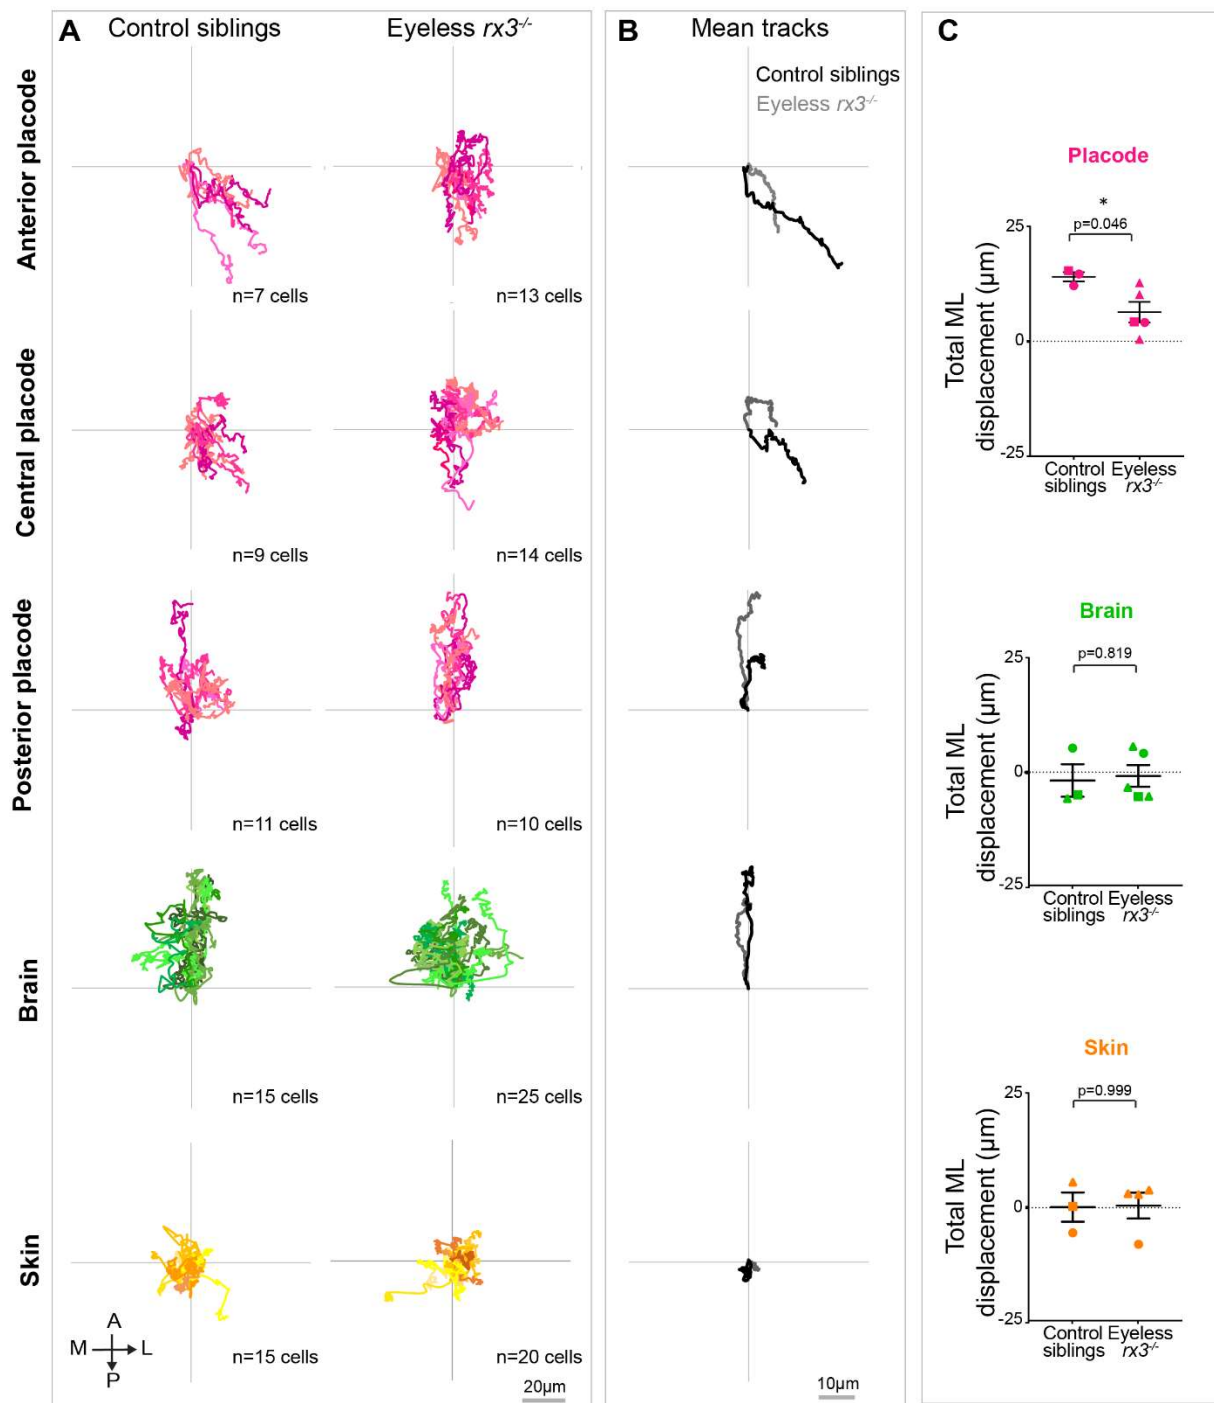 A
Control siblings
Eyeless rx3-/-
Anterior placode
n=7 cells
n=13 cells
Central placode
n=9 cells
n=14 cells
Posterior placode
n=11 cells
n=10 cells
Brain
n=15 cells
n=25 cells
Skin
A
M
L
P
n=15 cells
n=20 cells
20µm
B
Mean tracks
Control siblings
Eyeless rx3-/-
10µm
C
Placode
*
p=0.046
25
0
-25
Total ML
displacement (µm)
Control
siblings
Eyeless
rx3-/-
Brain
p=0.819
25
0
-25
Total ML
displacement (µm)
Control
siblings
Eyeless
rx3-/-
Skin
p=0.999
25
0
-25
Total ML
displacement (µm)
Control
siblings
Eyeless
rx3-/-